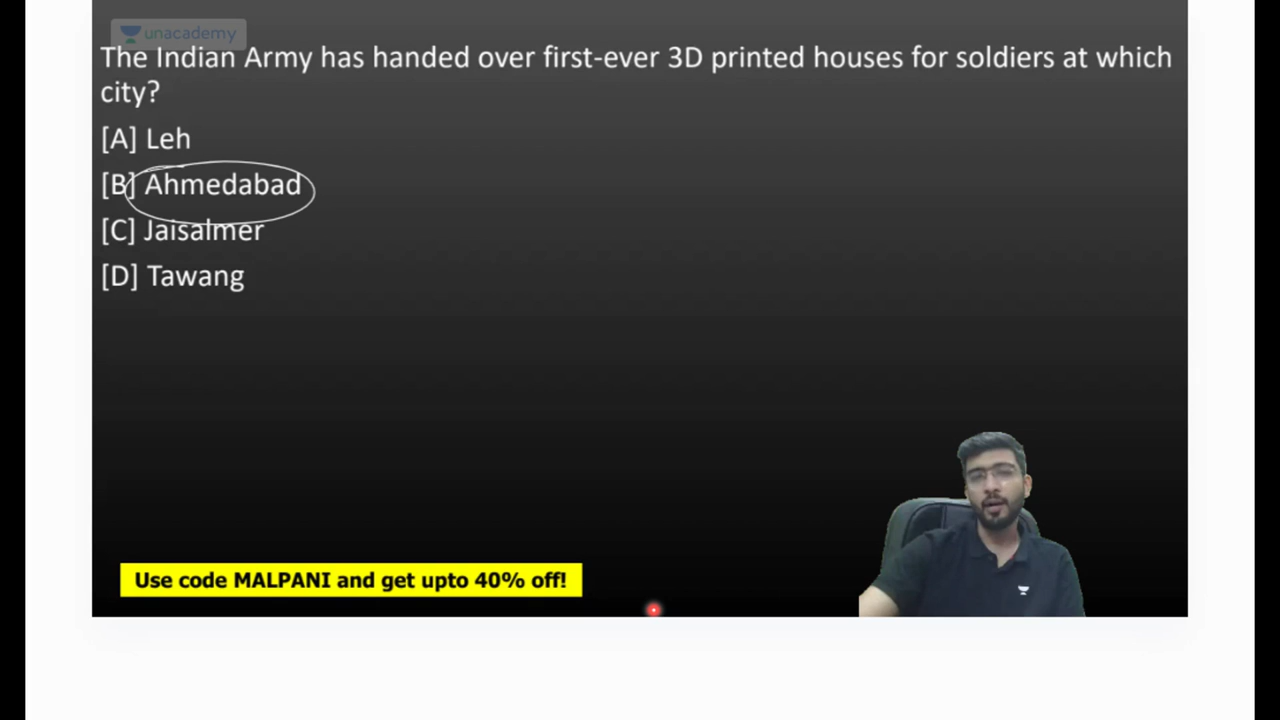 unacademy
The Indian Army has handed over first-ever 3D printed houses for soldiers at which
city?
[A] Leh
[B] Ahmedabad
[C] Jaisalmer
[D] Tawang
Use code MALPANI and get upto 40% off!